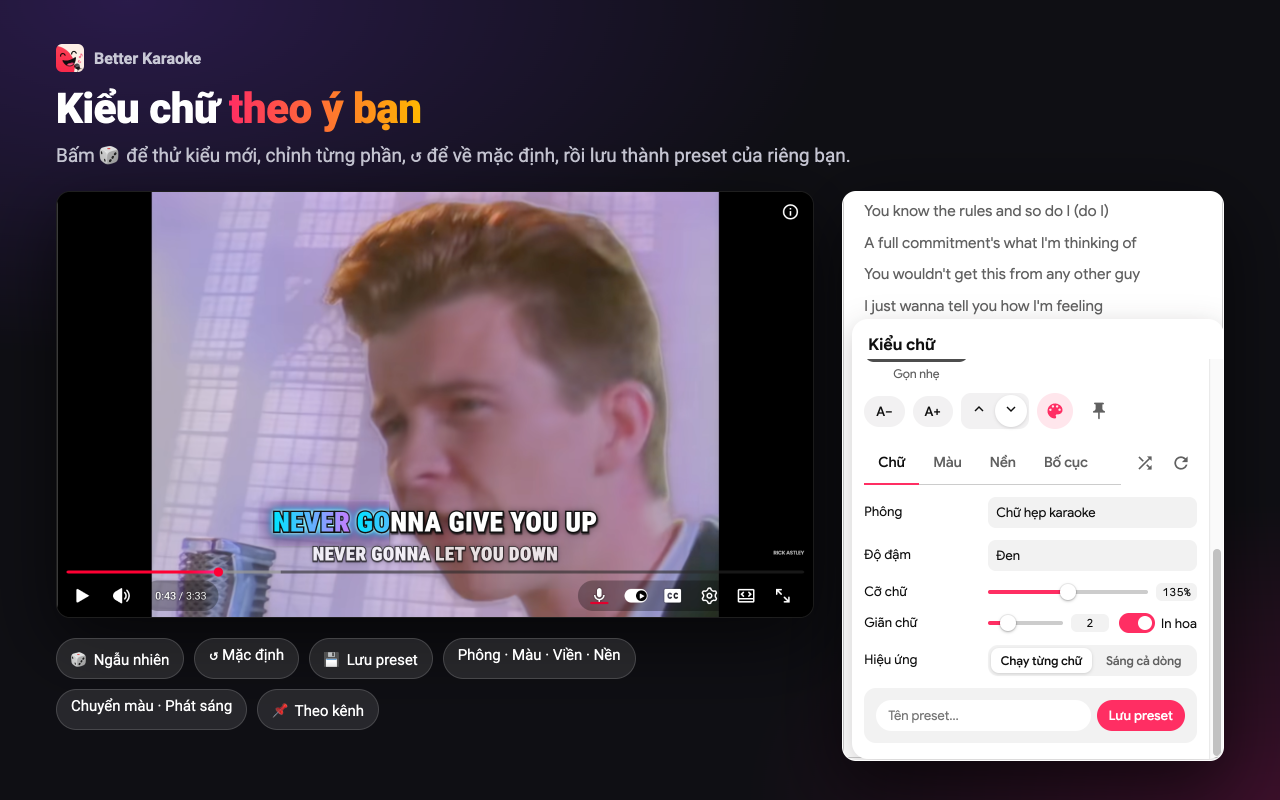 Better Karaoke
Kiểu chữ theo ý bạn
Bấm 🎲 để thử kiểu mới, chỉnh từng phần, ↺ để về mặc định, rồi lưu thành preset của riêng bạn.
NEVER GONNA GIVE YOU UP
NEVER GONNA LET YOU DOWN
RICK ASTLEY
0:43 / 3:33
CC
🎲 Ngẫu nhiên
↺ Mặc định
💾 Lưu preset
Phông · Màu · Viền · Nền
Chuyển màu · Phát sáng
📌 Theo kênh
You know the rules and so do I (do I)
A full commitment's what I'm thinking of
You wouldn't get this from any other guy
I just wanna tell you how I'm feeling
Kiểu chữ
Gọn nhẹ
A−
A+
Chữ
Màu
Nền
Bố cục
Phông
Chữ hẹp karaoke
Độ đậm
Đen
Cỡ chữ
135%
Giãn chữ
2
In hoa
Hiệu ứng
Chạy từng chữ
Sáng cả dòng
Tên preset...
Lưu preset